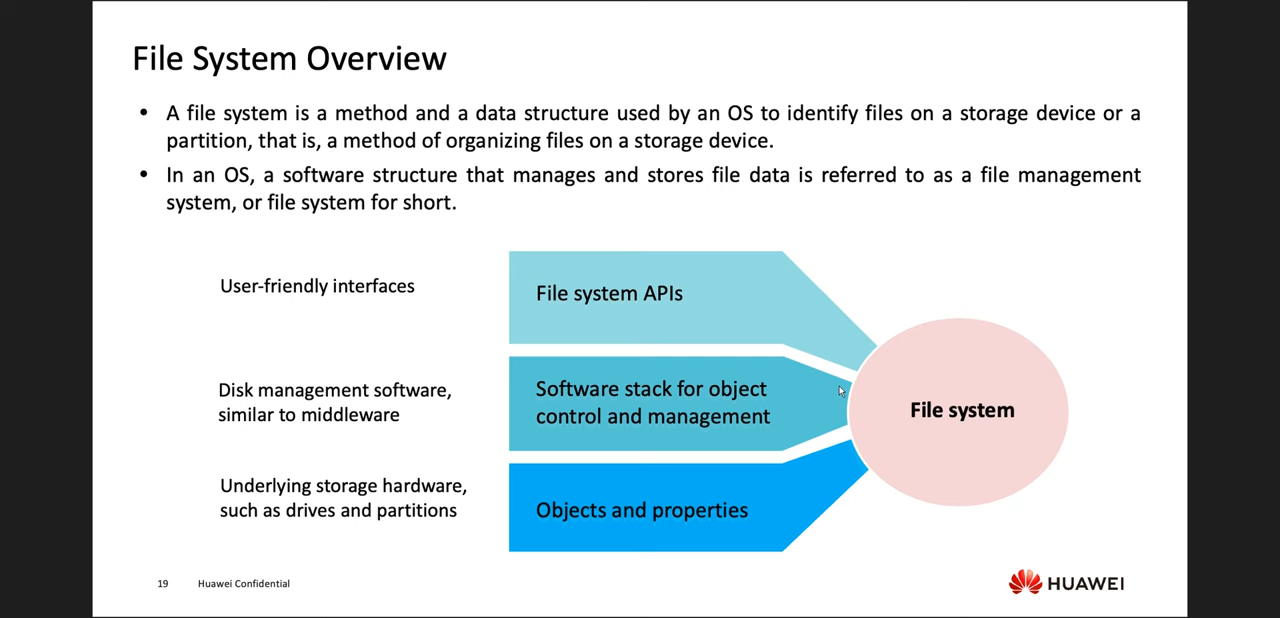 File System Overview
• A file system is a method and a data structure used by an OS to identify files on a storage device or a
partition, that is, a method of organizing files on a storage device.
• In an OS, a software structure that manages and stores file data is referred to as a file management
system, or file system for short.
User-friendly interfaces
File system APIs
Disk management software,
similar to middleware
Software stack for object
control and management
File system
Underlying storage hardware,
such as drives and partitions
Objects and properties
19
Huawei Confidential
HUAWEI